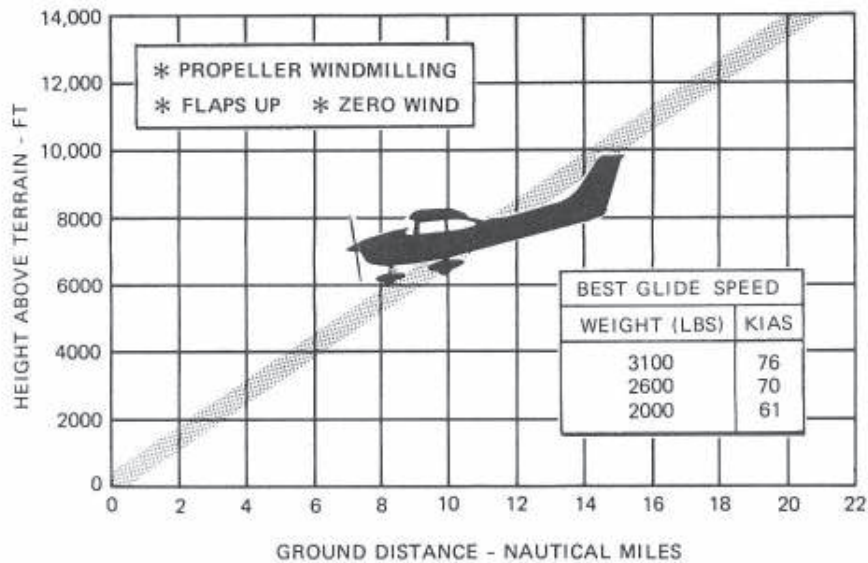 14,000
12,000
10,000
8000
6000
4000
2000
0
HEIGHT ABOVE TERRAIN - FT
* PROPELLER WINDMILLING
* FLAPS UP * ZERO WIND
BEST GLIDE SPEED
WEIGHT (LBS) KIAS
3100 76
2600 70
2000 61
0 2 4 6 8 10 12 14 16 18 20 22
GROUND DISTANCE - NAUTICAL MILES